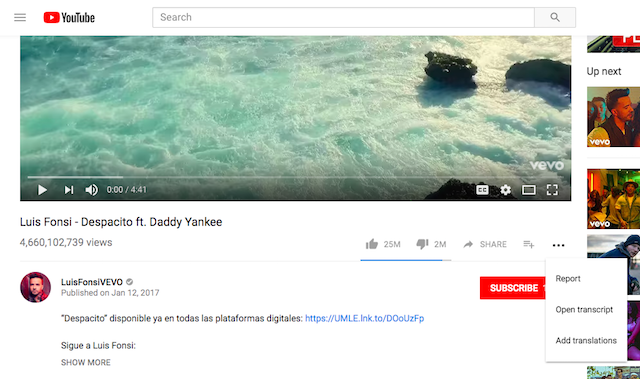 YouTube
Search
Up next
vevo
vevo
0:00 / 4:41
CC
vevo
Luis Fonsi - Despacito ft. Daddy Yankee
4,660,102,739 views
25M
2M
SHARE
LuisFonsiVEVO
Published on Jan 12, 2017
SUBSCRIBE
Report
Open transcript
Add translations
"Despacito" disponible ya en todas las plataformas digitales: https://UMLE.lnk.to/DOoUzFp
Sigue a Luis Fonsi:
SHOW MORE